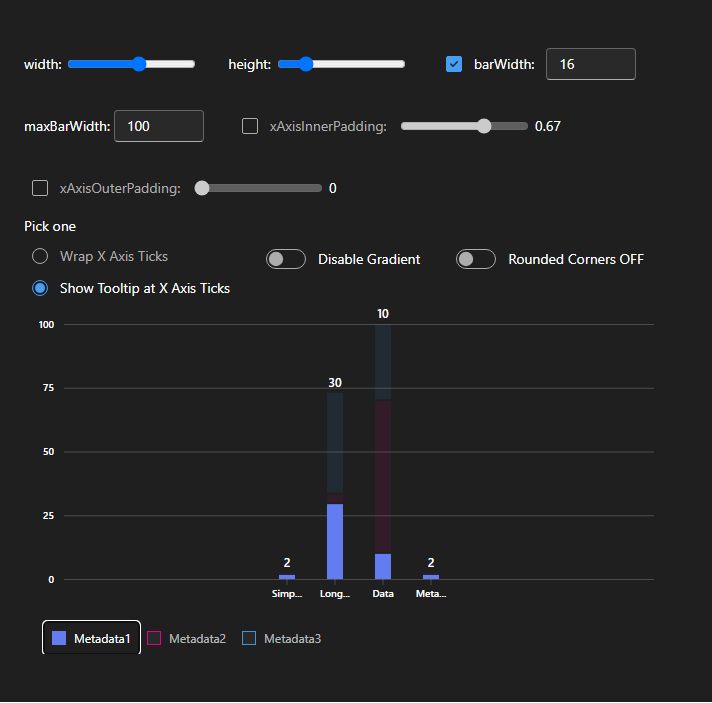 width: height: barWidth: 16
maxBarWidth: 100 xAxisInnerPadding: 0.67
xAxisOuterPadding: 0
Pick one
Wrap X Axis Ticks Disable Gradient Rounded Corners OFF
Show Tooltip at X Axis Ticks
10
100
30
75
50
25
2 2
0
Simp... Long... Data Meta...
Metadata1 Metadata2 Metadata3